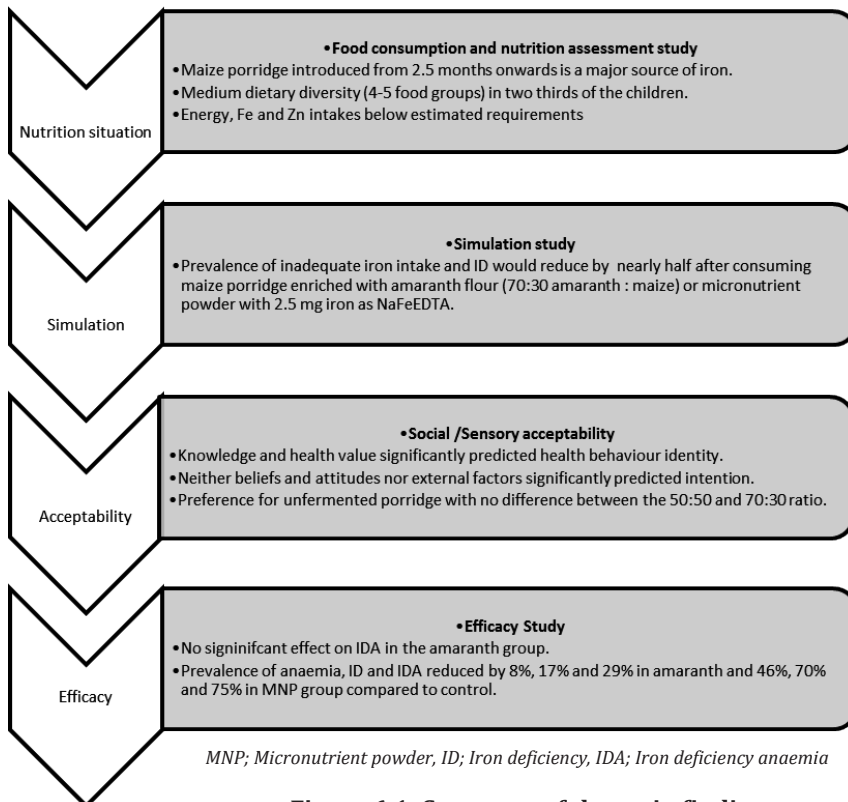 Nutrition situation
•Food consumption and nutrition assessment study
•Maize porridge introduced from 2.5 months onwards is a major source of iron.
•Medium dietary diversity (4-5 food groups) in two thirds of the children.
•Energy, Fe and Zn intakes below estimated requirements
Simulation
•Simulation study
•Prevalence of inadequate iron intake and ID would reduce by nearly half after consuming
maize porridge enriched with amaranth flour (70:30 amaranth : maize) or micronutrient
powder with 2.5 mg iron as NaFeEDTA.
Acceptability
•Social /Sensory acceptability
•Knowledge and health value significantly predicted health behaviour identity.
•Neither beliefs and attitudes nor external factors significantly predicted intention.
•Preference for unfermented porridge with no difference between the 50:50 and 70:30 ratio.
Efficacy
•Efficacy Study
•No signinifcant effect on IDA in the amaranth group.
•Prevalence of anaemia, ID and IDA reduced by 8%, 17% and 29% in amaranth and 46%, 70%
and 75% in MNP group compared to control.
MNP; Micronutrient powder, ID; Iron deficiency, IDA; Iron deficiency anaemia